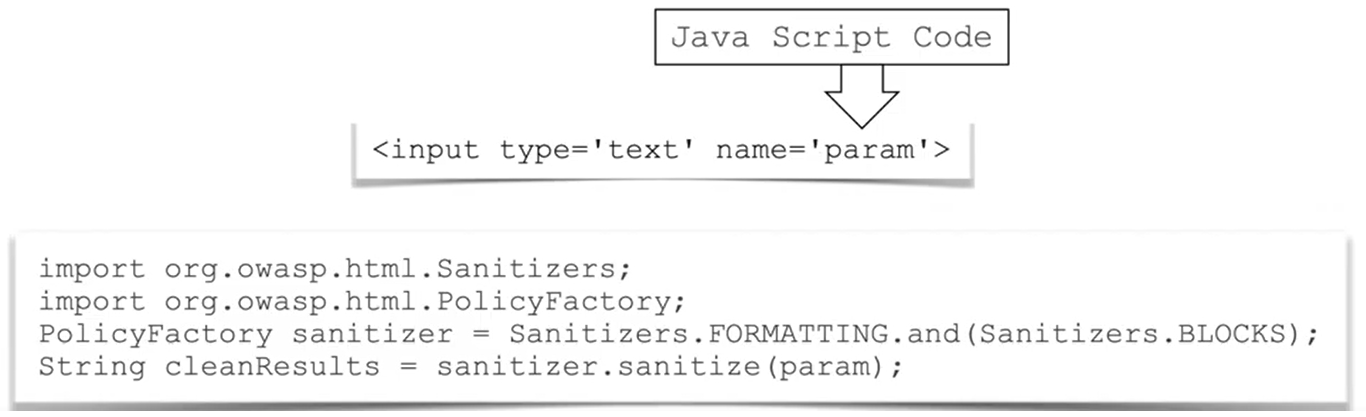 Java Script Code
<input type='text' name='param'>
import org.owasp.html.Sanitizers;
import org.owasp.html.PolicyFactory;
PolicyFactory sanitizer = Sanitizers.FORMATTING.and(Sanitizers.BLOCKS);
String cleanResults = sanitizer.sanitize(param);